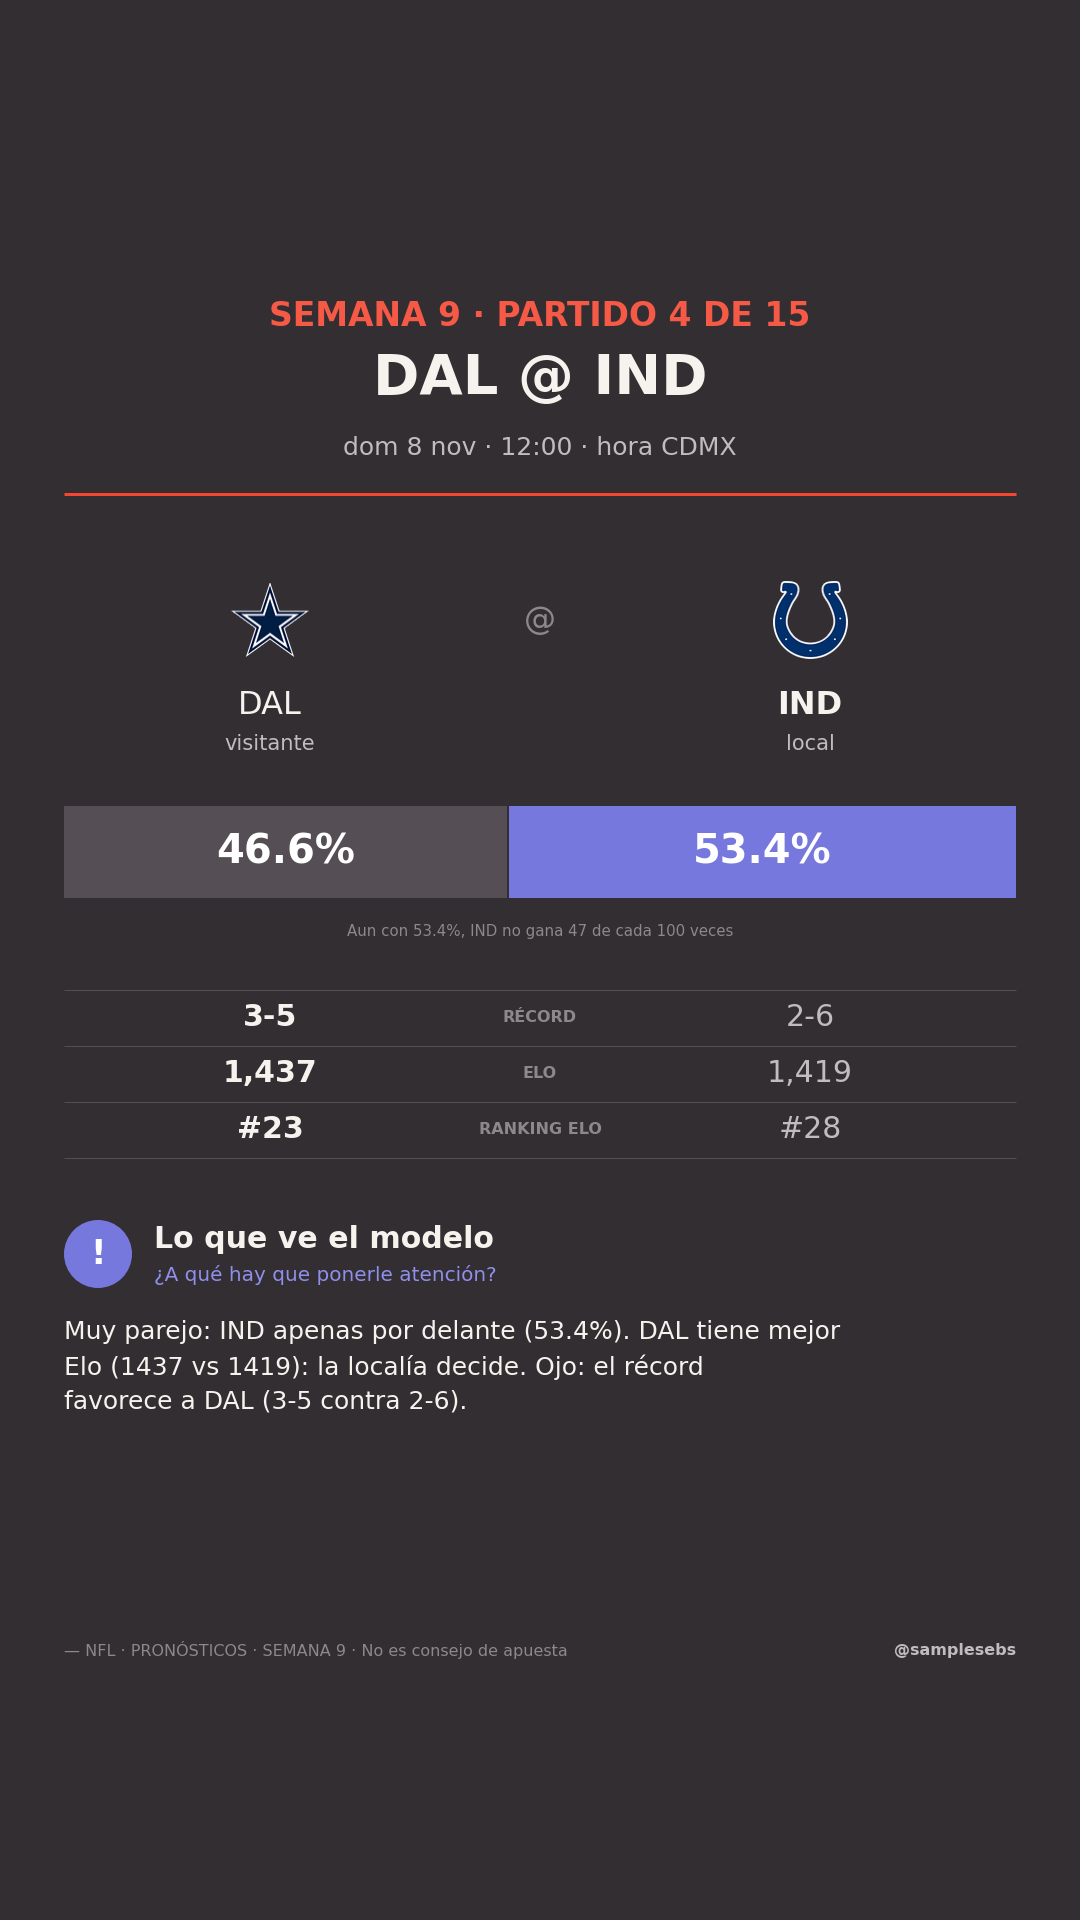 SEMANA 9 · PARTIDO 4 DE 15
DAL @ IND
dom 8 nov · 12:00 · hora CDMX
@
DAL
IND
visitante
local
46.6%
53.4%
Aun con 53.4%, IND no gana 47 de cada 100 veces
3-5 RÉCORD 2-6
1,437 ELO 1,419
#23 RANKING ELO #28
!
Lo que ve el modelo
¿A qué hay que ponerle atención?
Muy parejo: IND apenas por delante (53.4%). DAL tiene mejor
Elo (1437 vs 1419): la localía decide. Ojo: el récord
favorece a DAL (3-5 contra 2-6).
— NFL · PRONÓSTICOS · SEMANA 9 · No es consejo de apuesta
@samplesebs